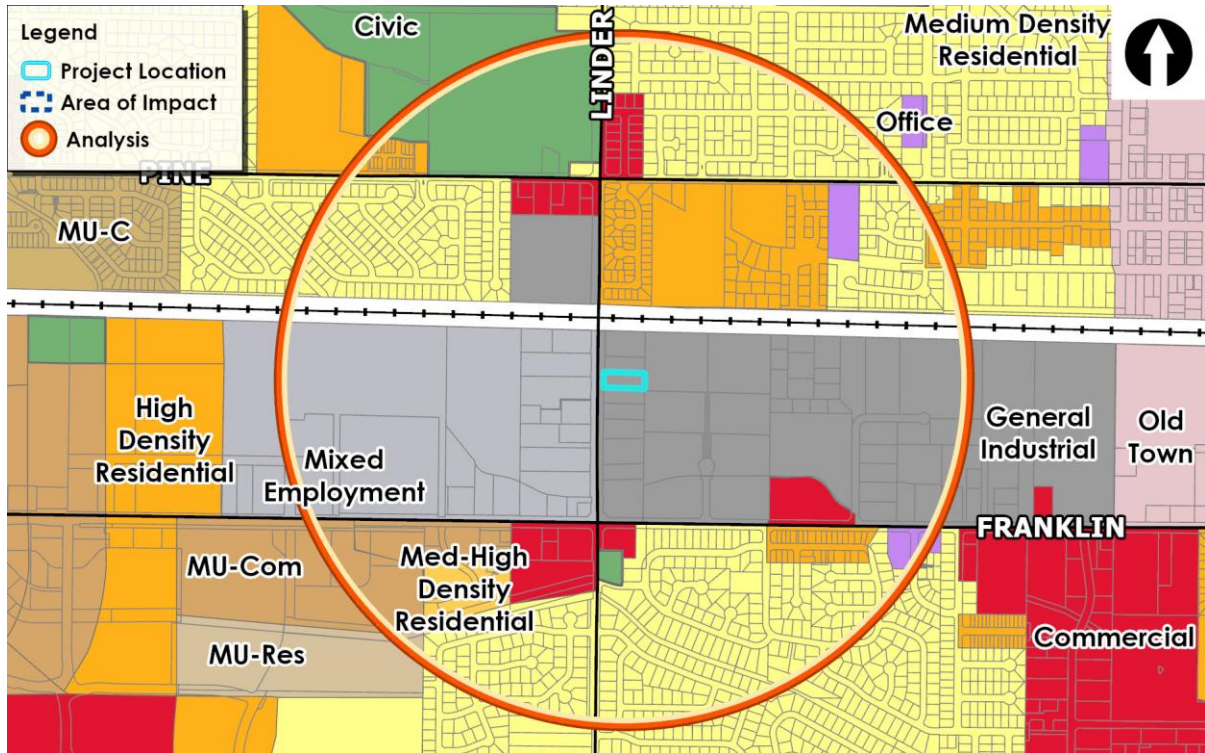 Legend
Project Location
Area of Impact
Analysis
Civic
LINDER
Medium Density
Residential
Office
PINE
MU-C
High
Density
Residential
Mixed
Employment
General
Industrial
Old
Town
FRANKLIN
MU-Com
Med-High
Density
Residential
MU-Res
Commercial